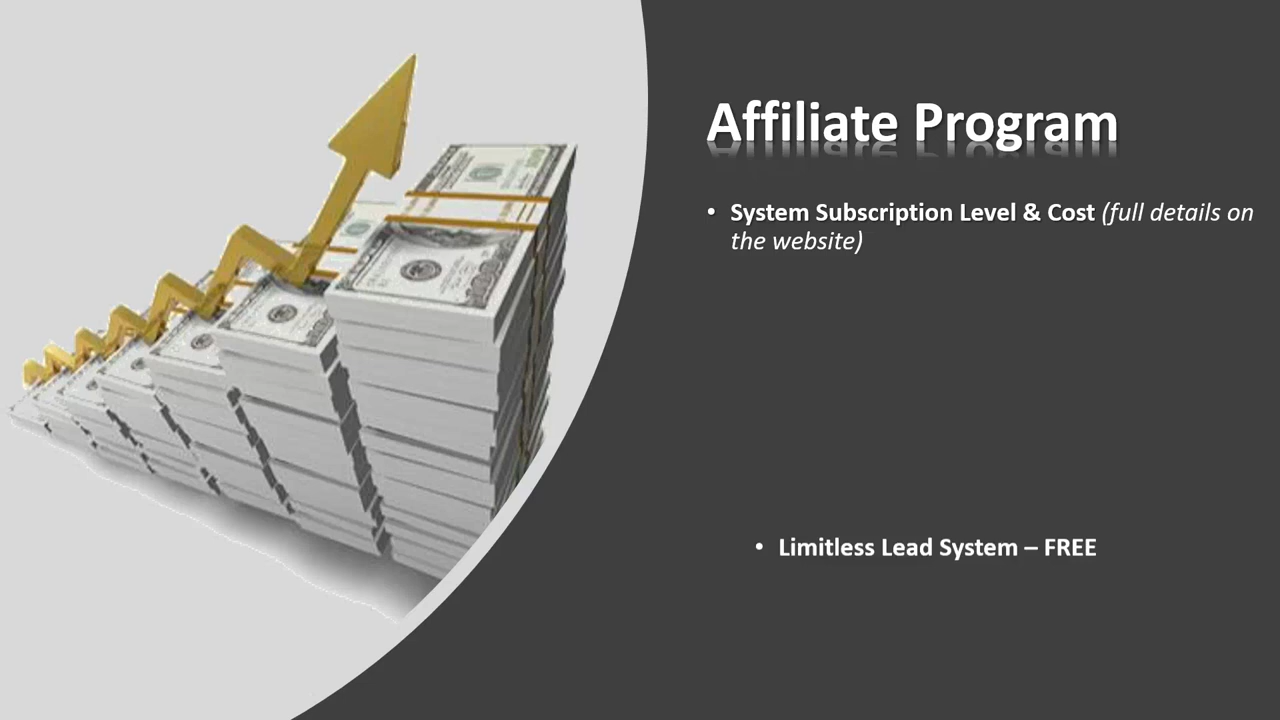 Affiliate Program
• System Subscription Level & Cost (full details on
the website)
• Limitless Lead System – FREE